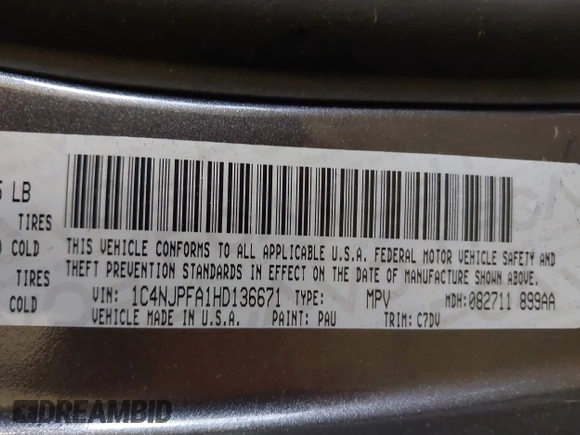 5 LB
TIRES
COLD
TIRES
COLD
THIS VEHICLE CONFORMS TO ALL APPLICABLE U.S.A. FEDERAL MOTOR VEHICLE SAFETY AND
THEFT PREVENTION STANDARDS IN EFFECT ON THE DATE OF MANUFACTURE SHOWN ABOVE.
VIN: 1C4NJPFA1HD136671 TYPE: MPV MDH:082711 899AA
VEHICLE MADE IN U.S.A. PAINT: PAU TRIM: C7DV
DREAMBID